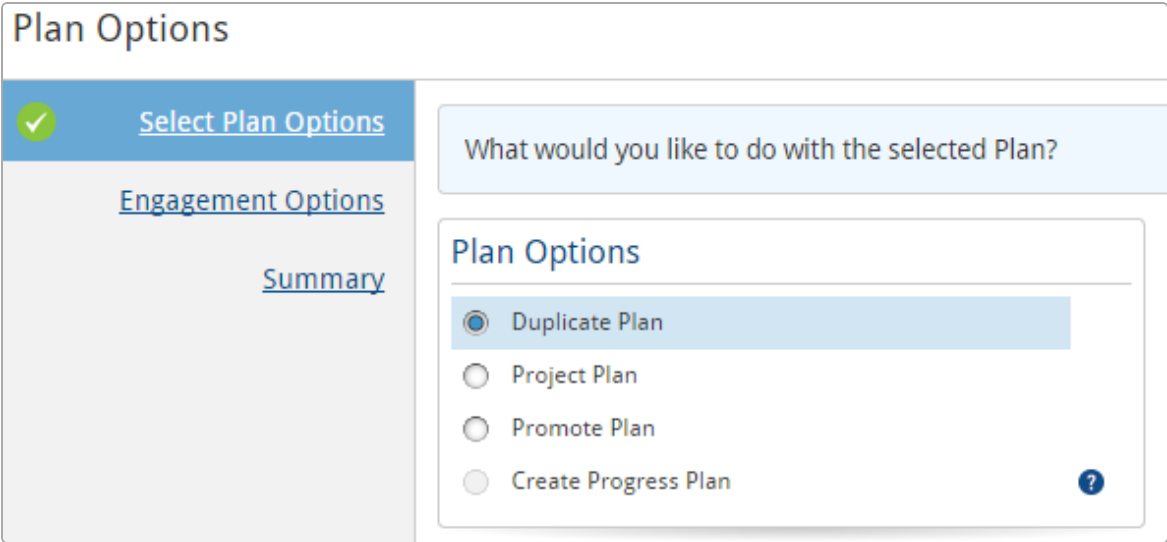 Plan Options
Select Plan Options
Engagement Options
Summary
What would you like to do with the selected Plan?
Plan Options
Duplicate Plan
Project Plan
Promote Plan
Create Progress Plan
?